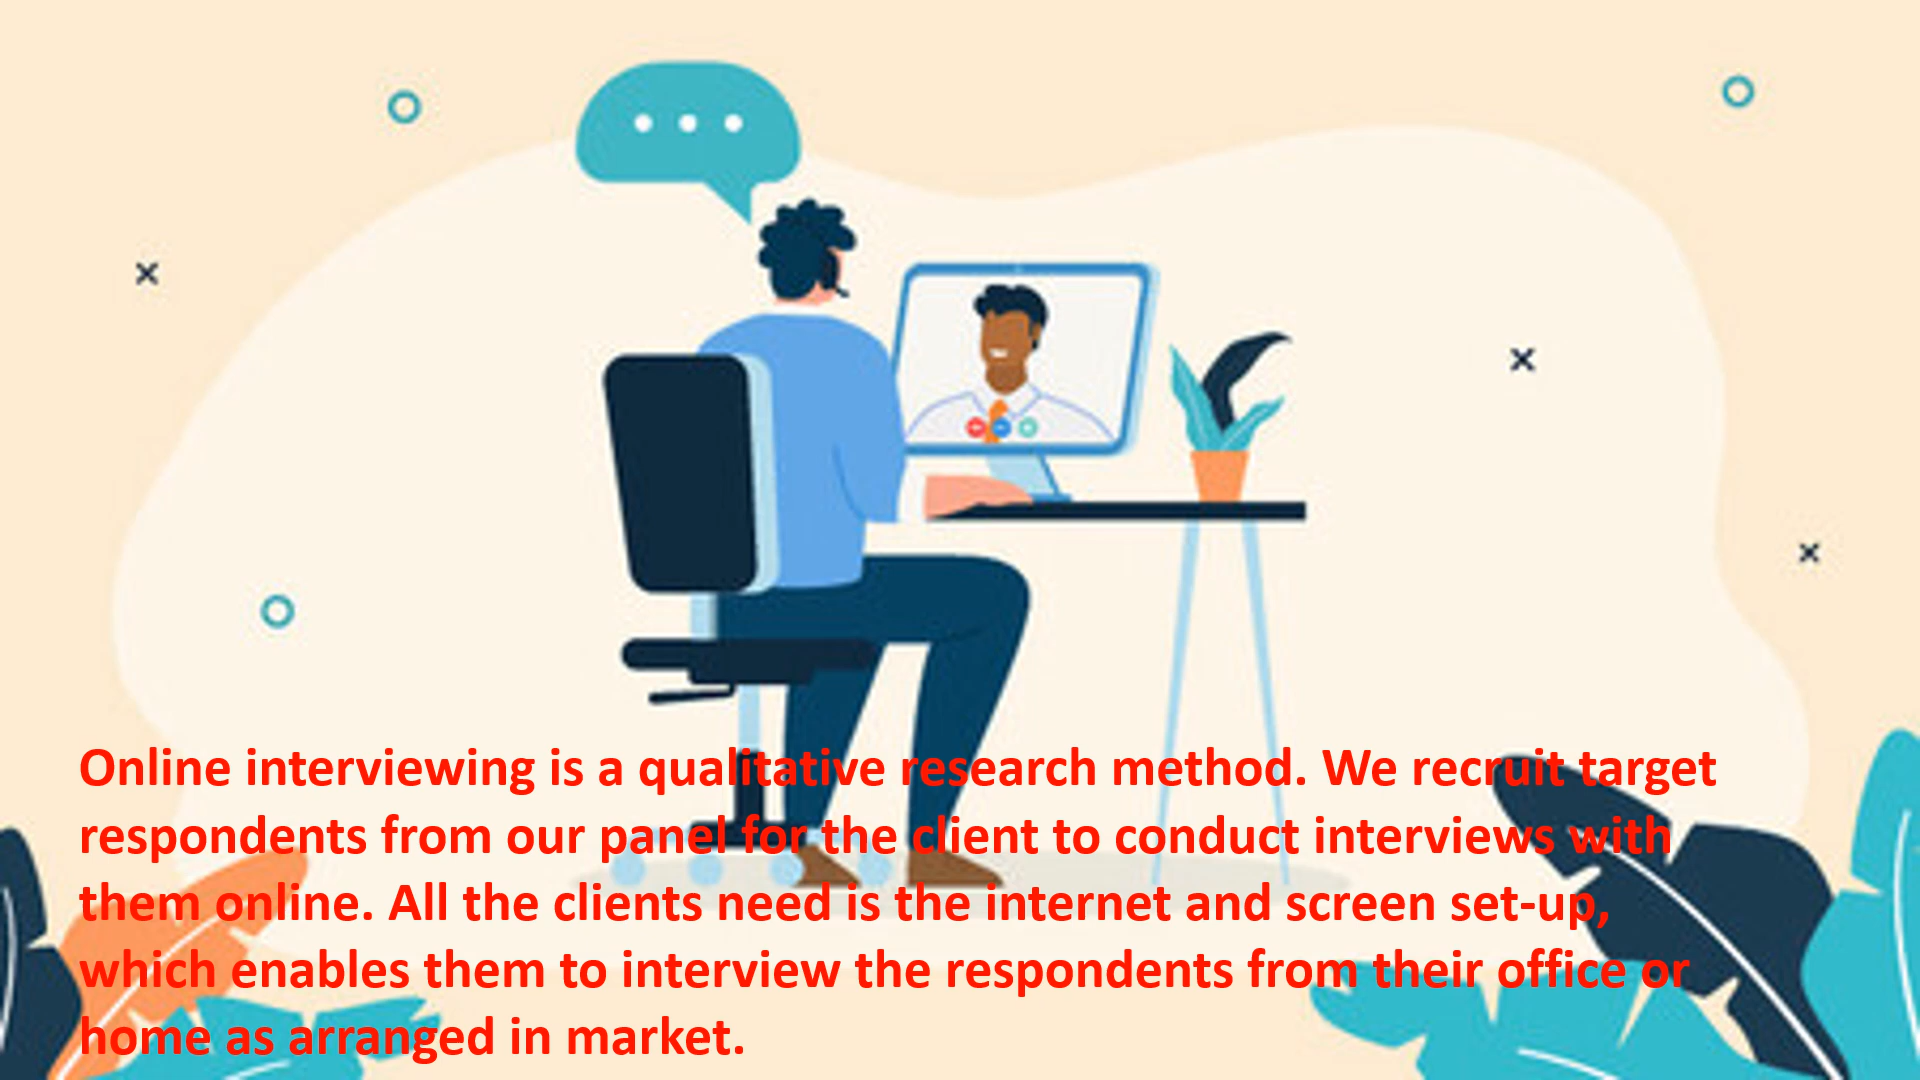 Online interviewing is a qualitative research method. We recruit target
respondents from our panel for the client to conduct interviews with
them online. All the clients need is the internet and screen set-up,
which enables them to interview the respondents from their office or
home as arranged in market.